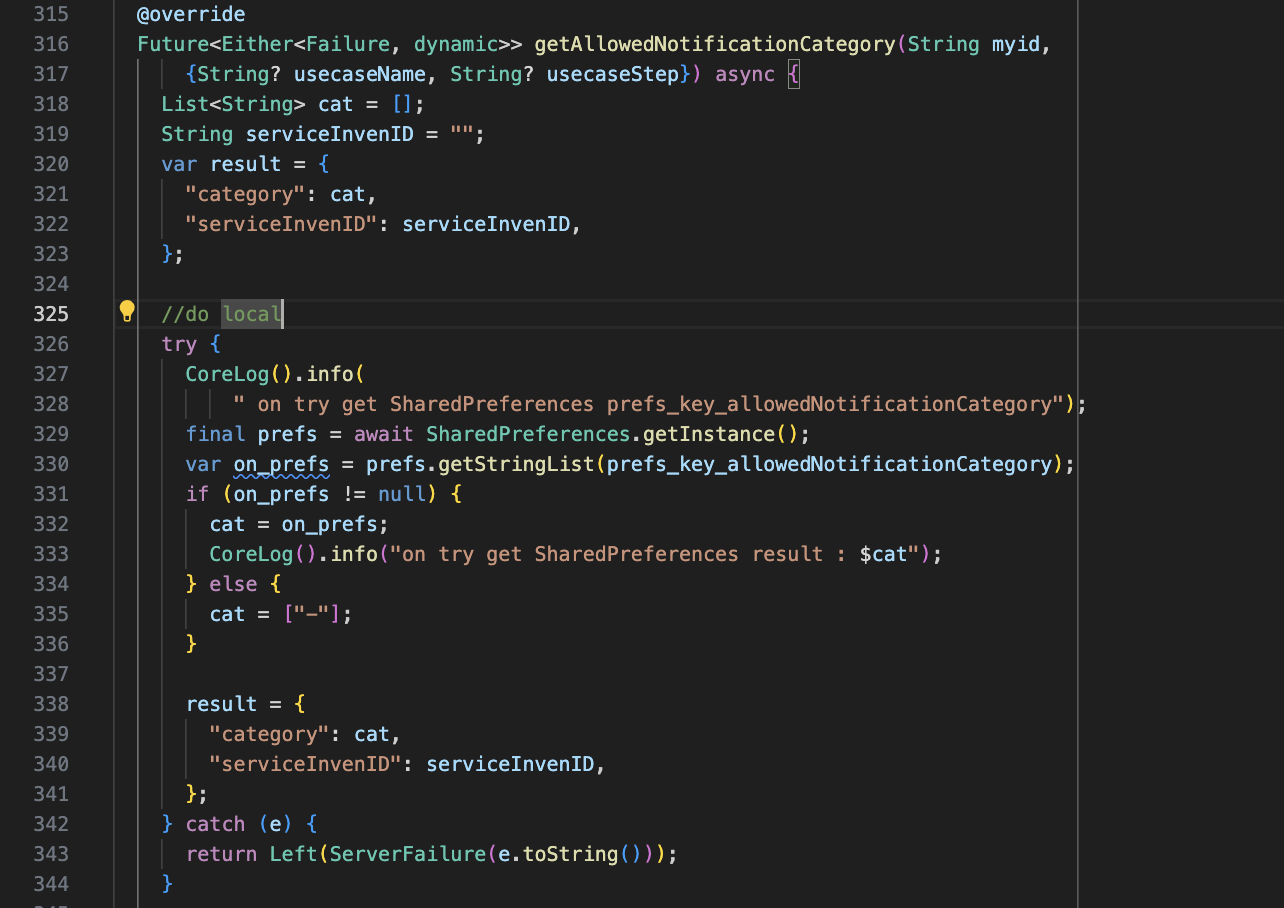 315 @override
316 Future<Either<Failure, dynamic>> getAllowedNotificationCategory(String myid,
317 {String? usecaseName, String? usecaseStep}) async {
318 List<String> cat = [];
319 String serviceInvenID = "";
320 var result = {
321 "category": cat,
322 "serviceInvenID": serviceInvenID,
323 };
324
325 //do local
326 try {
327 CoreLog().info(
328 " on try get SharedPreferences prefs_key_allowedNotificationCategory");
329 final prefs = await SharedPreferences.getInstance();
330 var on_prefs = prefs.getStringList(prefs_key_allowedNotificationCategory);
331 if (on_prefs != null) {
332 cat = on_prefs;
333 CoreLog().info("on try get SharedPreferences result : $cat");
334 } else {
335 cat = ["-"];
336 }
337
338 result = {
339 "category": cat,
340 "serviceInvenID": serviceInvenID,
341 };
342 } catch (e) {
343 return Left(ServerFailure(e.toString()));
344 }